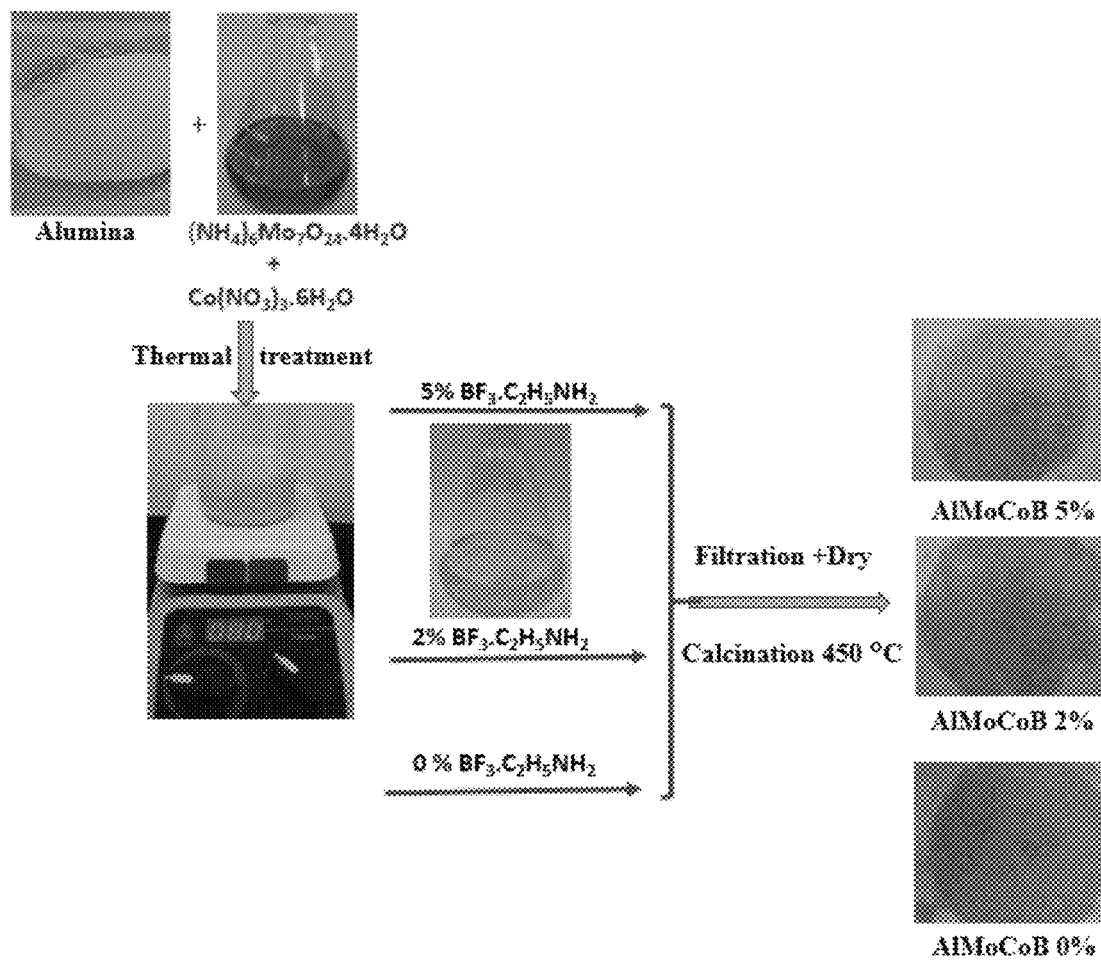 +
Alumina
(NH₄)₆Mo₇O₂₄.4H₂O
+
Co(NO₃)₃.6H₂O
Thermal treatment
5% BF₃.C₂H₅NH₂
2% BF₃.C₂H₅NH₂
0 % BF₃.C₂H₅NH₂
Filtration +Dry
Calcination 450 °C
AlMoCoB 5%
AlMoCoB 2%
AlMoCoB 0%